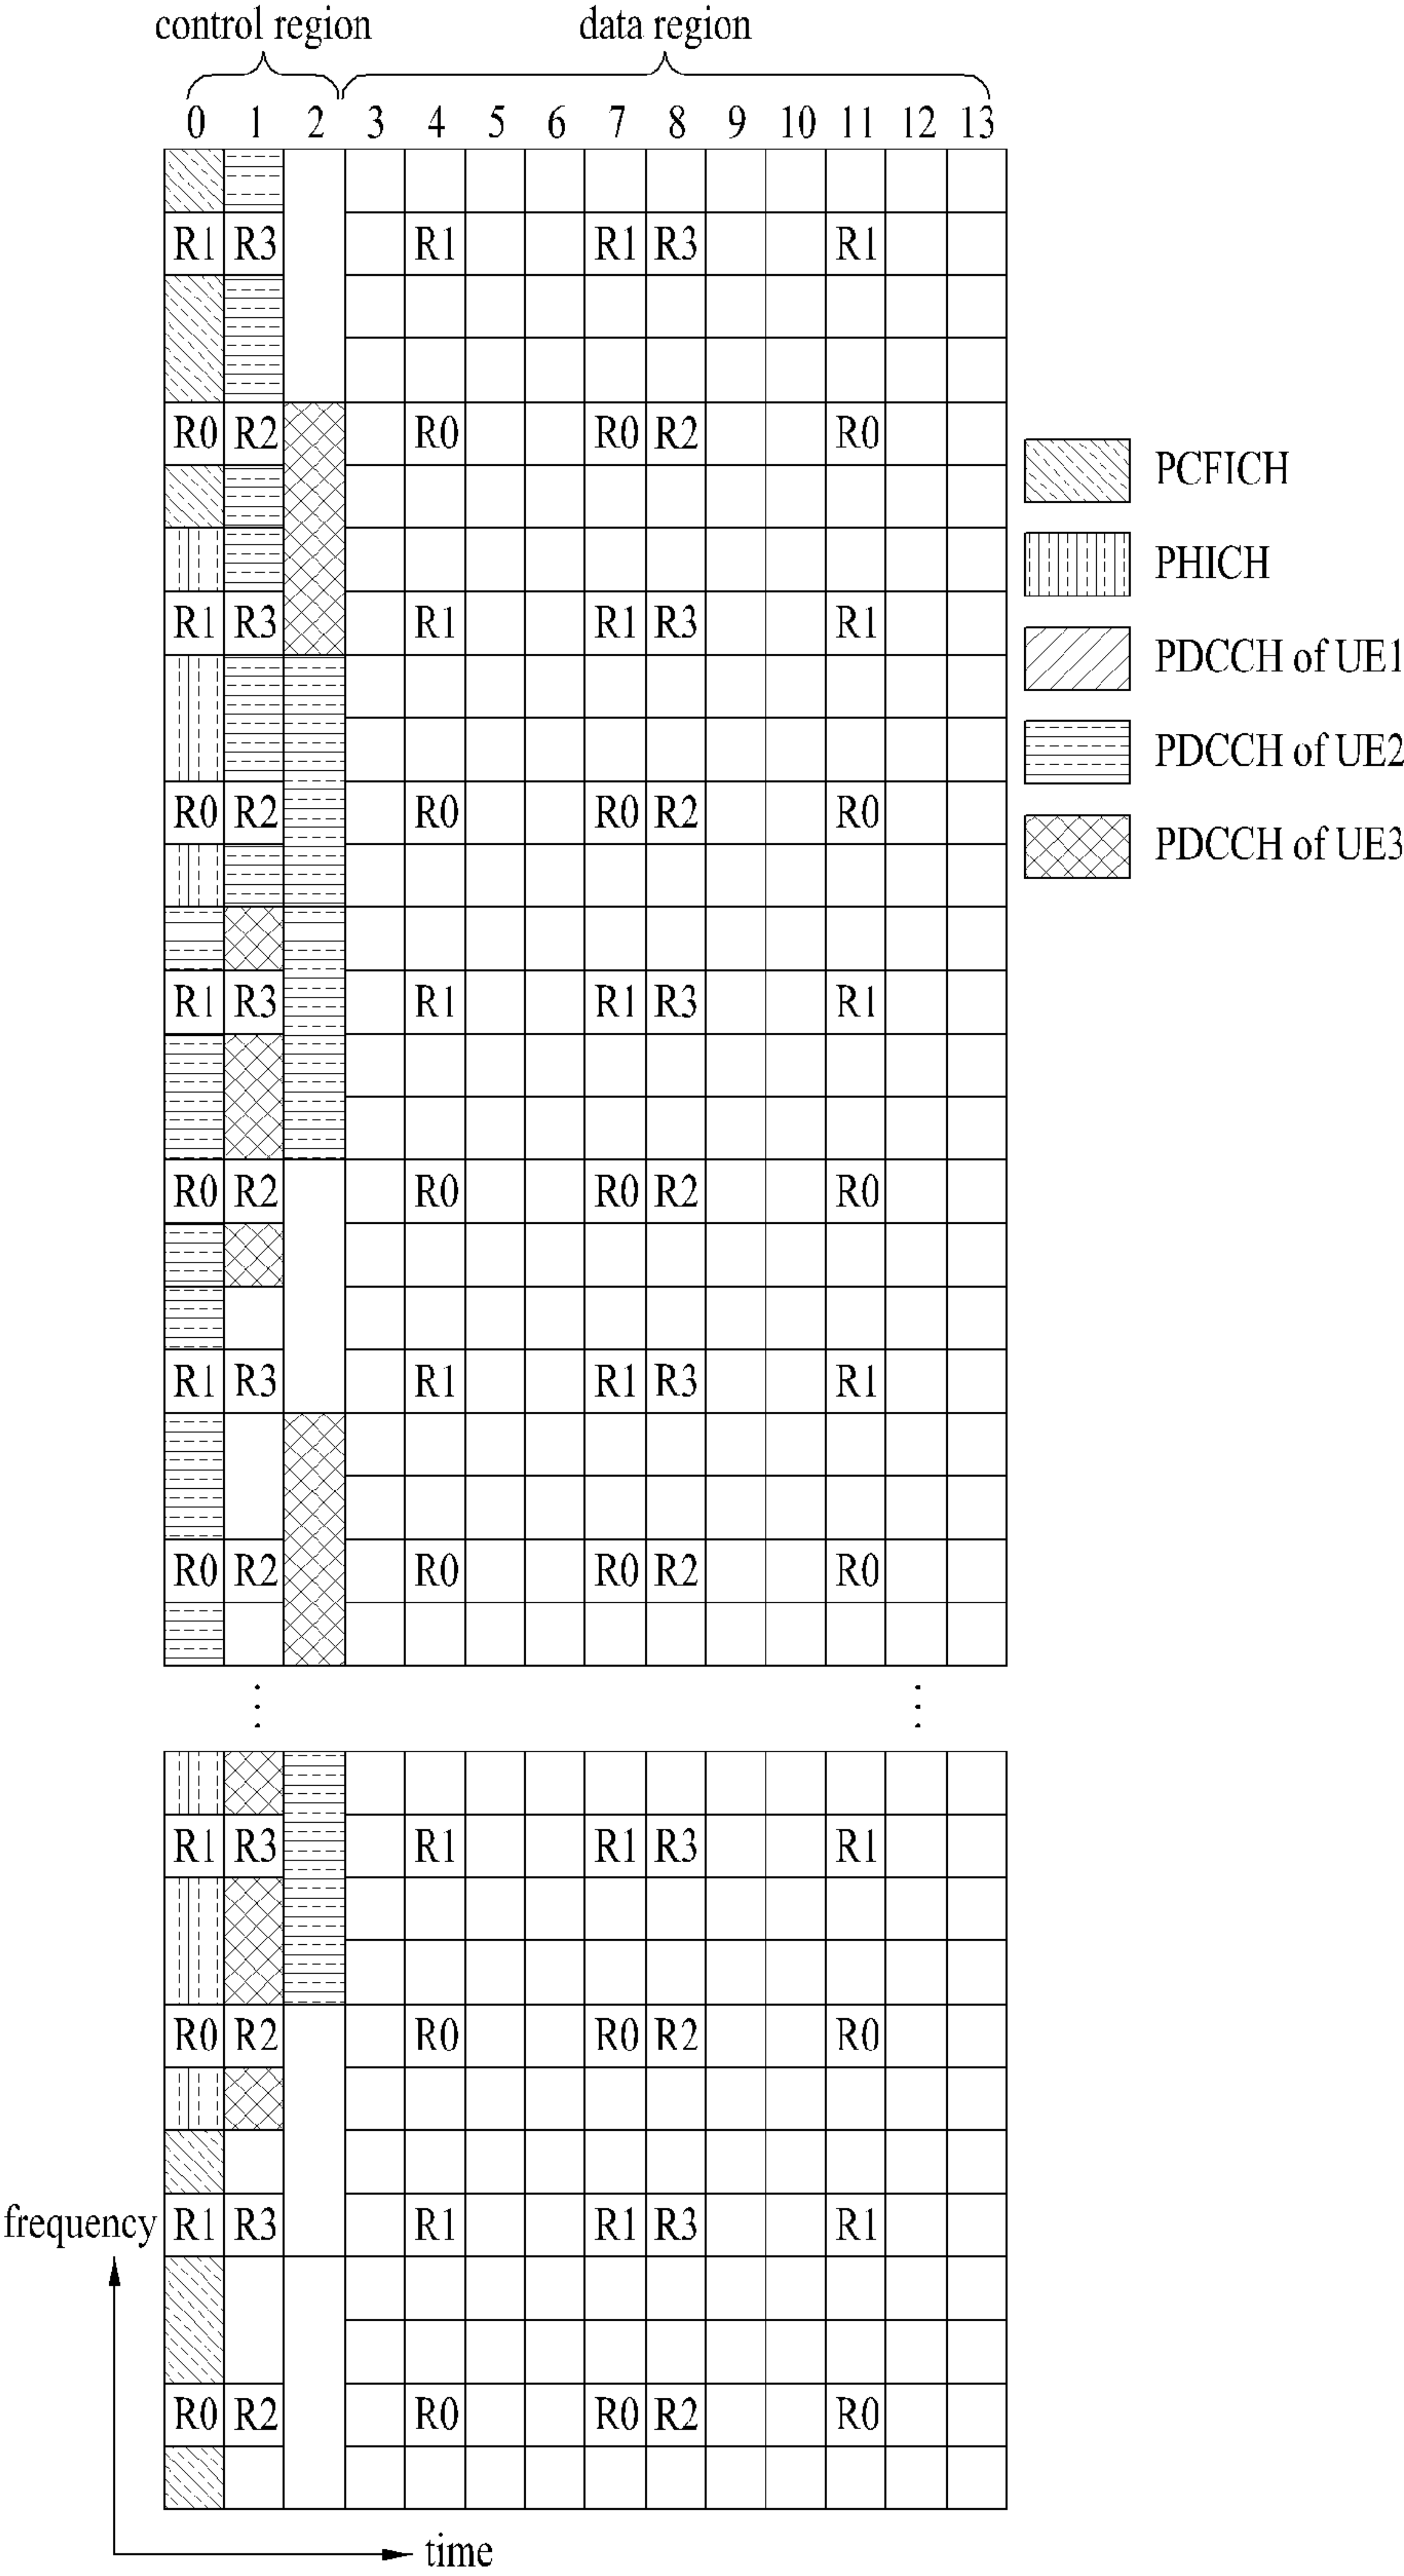 control region data region
0 1 2 3 4 5 6 7 8 9 10 11 12 13
R1 R3 R1 R1 R3 R1
R0 R2 R0 R0 R2 R0
PCFICH
PHICH
R1 R3 R1 R1 R3 R1
PDCCH of UE1
PDCCH of UE2
R0 R2 R0 R0 R2 R0
PDCCH of UE3
R1 R3 R1 R1 R3 R1
R0 R2 R0 R0 R2 R0
R1 R3 R1 R1 R3 R1
R0 R2 R0 R0 R2 R0
⋮ ⋮
R1 R3 R1 R1 R3 R1
R0 R2 R0 R0 R2 R0
frequency R1 R3 R1 R1 R3 R1
R0 R2 R0 R0 R2 R0
time